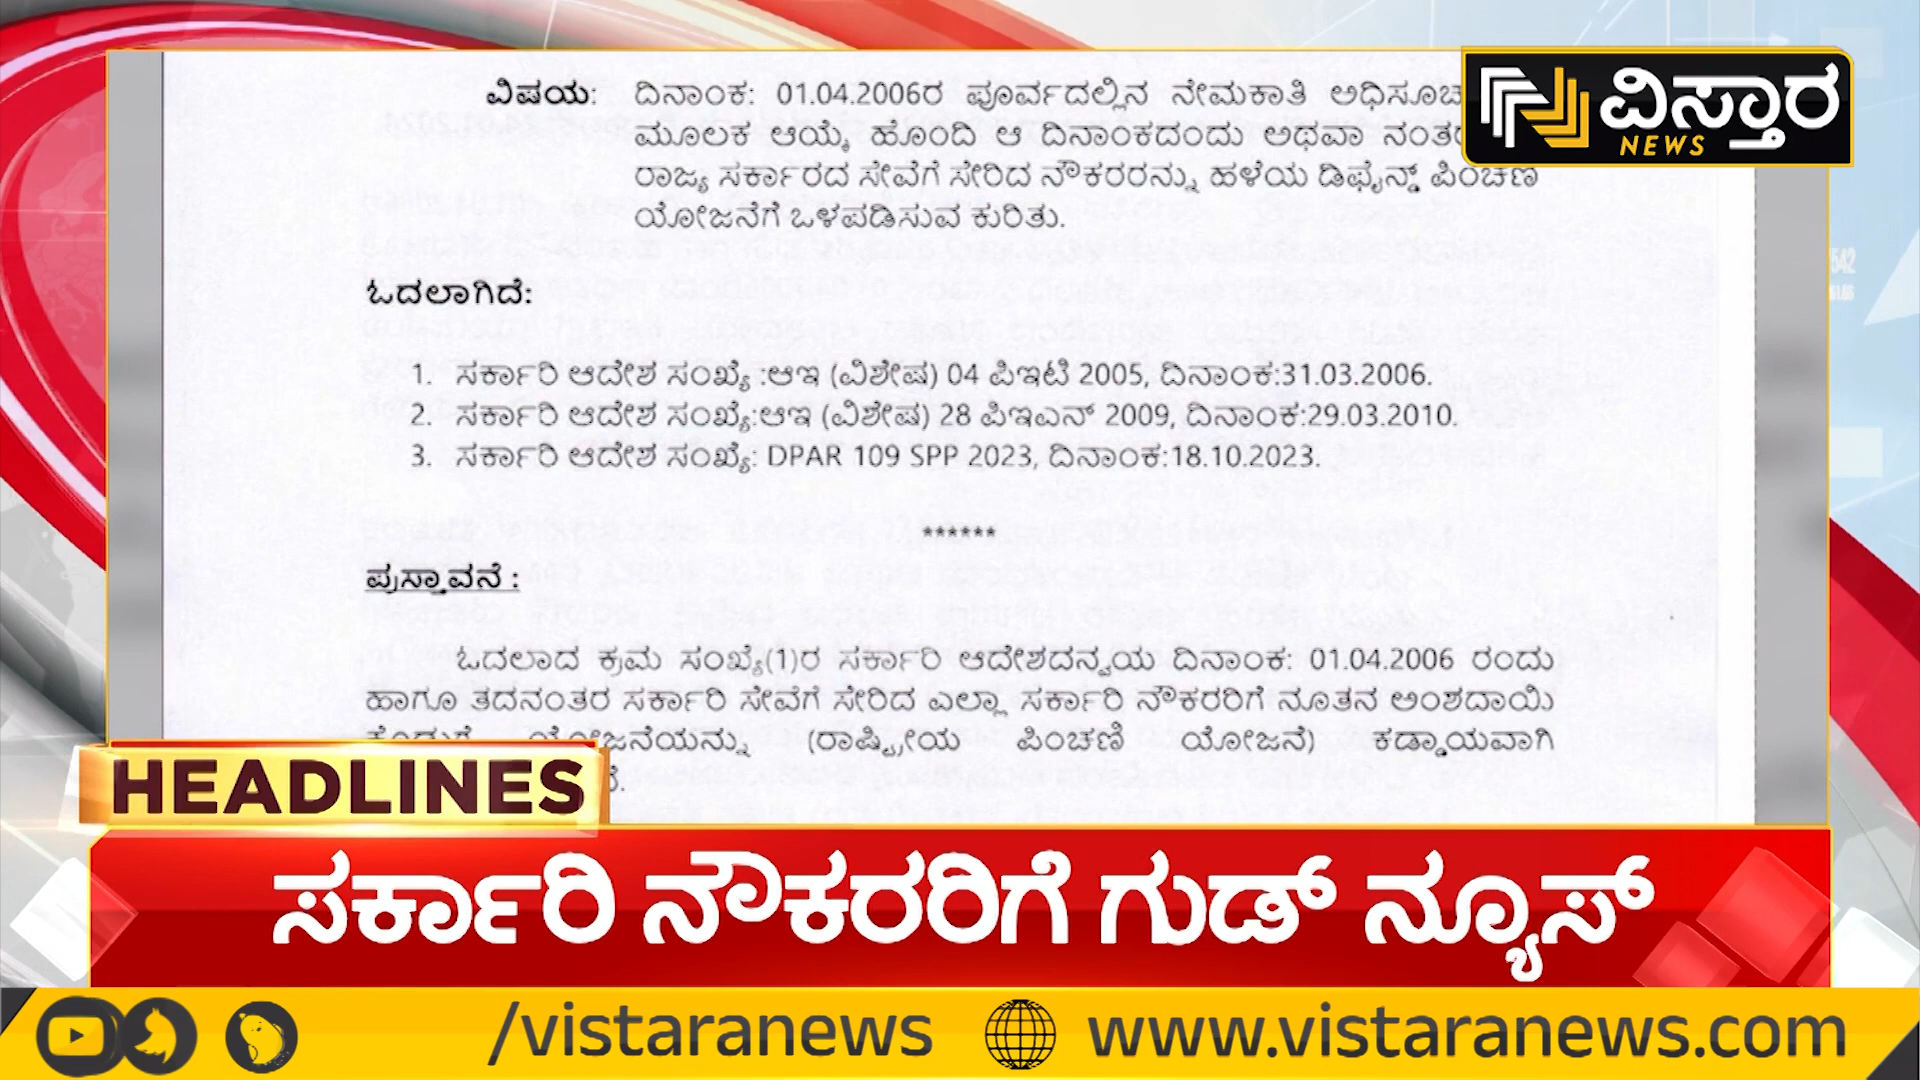 ವಿಷಯ: ದಿನಾಂಕ: 01.04.2006ರ ಪೂರ್ವದಲ್ಲಿನ ನೇಮಕಾತಿ
ಮೂಲಕ ಆಯ್ಕೆ ಹೊಂದಿ ಆ ದಿನಾಂಕದಂದು ಅಥವಾ
ರಾಜ್ಯ ಸರ್ಕಾರದ ಸೇವೆಗೆ ಸೇರಿದ ನೌಕರರನ್ನು ಹಳೆಯ ಡಿಫೈನ್ಡ್ ಪಿಂಚಣಿ
ಯೋಜನೆಗೆ ಒಳಪಡಿಸುವ ಕುರಿತು.
ವಿಸ್ತಾರ
NEWS
ಓದಲಾಗಿದೆ:
1. ಸರ್ಕಾರಿ ಆದೇಶ ಸಂಖ್ಯೆ :ಆಇ (ವಿಶೇಷ) 04 ಪಿಇಟಿ 2005, ದಿನಾಂಕ:31.03.2006.
2. ಸರ್ಕಾರಿ ಆದೇಶ ಸಂಖ್ಯೆ:ಆಇ (ವಿಶೇಷ) 28 ಪಿಇಎನ್ 2009, ದಿನಾಂಕ:29.03.2010.
3. ಸರ್ಕಾರಿ ಆದೇಶ ಸಂಖ್ಯೆ: DPAR 109 SPP 2023, ದಿನಾಂಕ:18.10.2023.
******
ಪ್ರಸ್ತಾವನೆ :
ಓದಲಾದ ಕ್ರಮ ಸಂಖ್ಯೆ(1)ರ ಸರ್ಕಾರಿ ಆದೇಶದನ್ವಯ ದಿನಾಂಕ: 01.04.2006 ರಂದು
ಹಾಗೂ ತದನಂತರ ಸರ್ಕಾರಿ ಸೇವೆಗೆ ಸೇರಿದ ಎಲ್ಲಾ ಸರ್ಕಾರಿ ನೌಕರರಿಗೆ ನೂತನ ಅಂಶದಾಯಿ
ಯೋಜನೆಯನ್ನು (ರಾಷ್ಟ್ರೀಯ ಪಿಂಚಣಿ ಯೋಜನೆ) ಕಡ್ಡಾಯವಾಗಿ
HEADLINES
ಸರ್ಕಾರಿ ನೌಕರರಿಗೆ ಗುಡ್ ನ್ಯೂಸ್
/vistaranews www.vistaranews.com